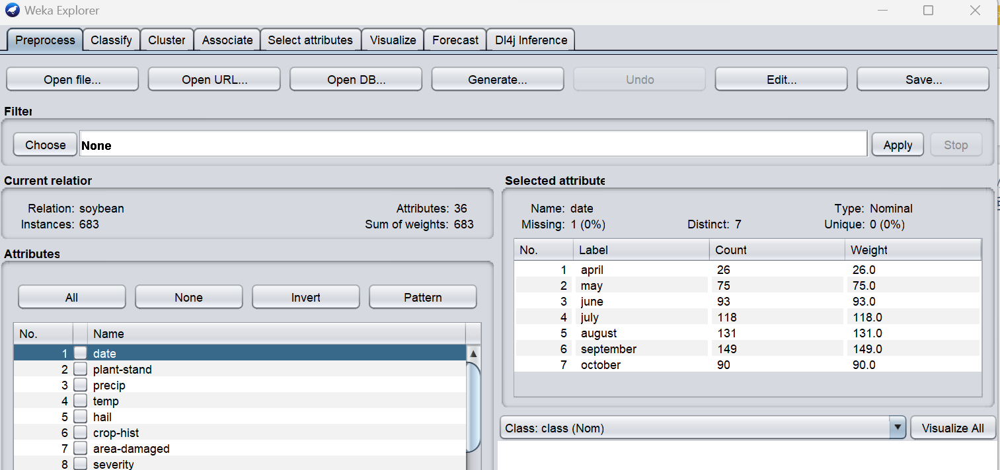 Weka Explorer
Preprocess Classify Cluster Associate Select attributes Visualize Forecast Dl4j Inference
Open file... Open URL... Open DB... Generate... Undo Edit... Save...
Filter
Choose None Apply Stop
Current relation
Relation: soybean Attributes: 36
Instances: 683 Sum of weights: 683
Attributes
All None Invert Pattern
No. Name
1 date
2 plant-stand
3 precip
4 temp
5 hail
6 crop-hist
7 area-damaged
8 severity
Selected attribute
Name: date Type: Nominal
Missing: 1 (0%) Distinct: 7 Unique: 0 (0%)
No. Label Count Weight
1 april 26 26.0
2 may 75 75.0
3 june 93 93.0
4 july 118 118.0
5 august 131 131.0
6 september 149 149.0
7 october 90 90.0
Class: class (Nom) Visualize All